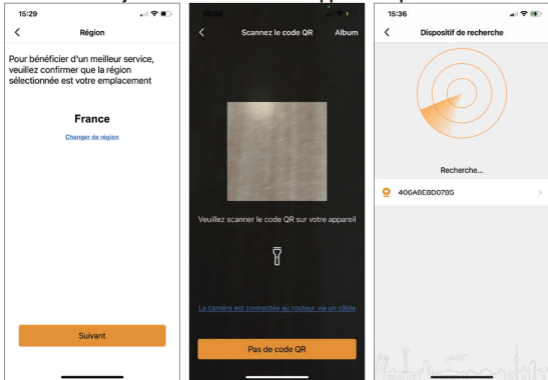 15:29
Région
Pour bénéficier d'un meilleur service,
veuillez confirmer que la région
sélectionnée est votre emplacement
France
Changer de région
Suivant
Scannez le code QR
Album
Veuillez scanner le code QR sur votre appareil
La caméra est connectée au routeur via un câble
Pas de code QR
15:36
Dispositif de recherche
Recherche...
406A8E8D0785